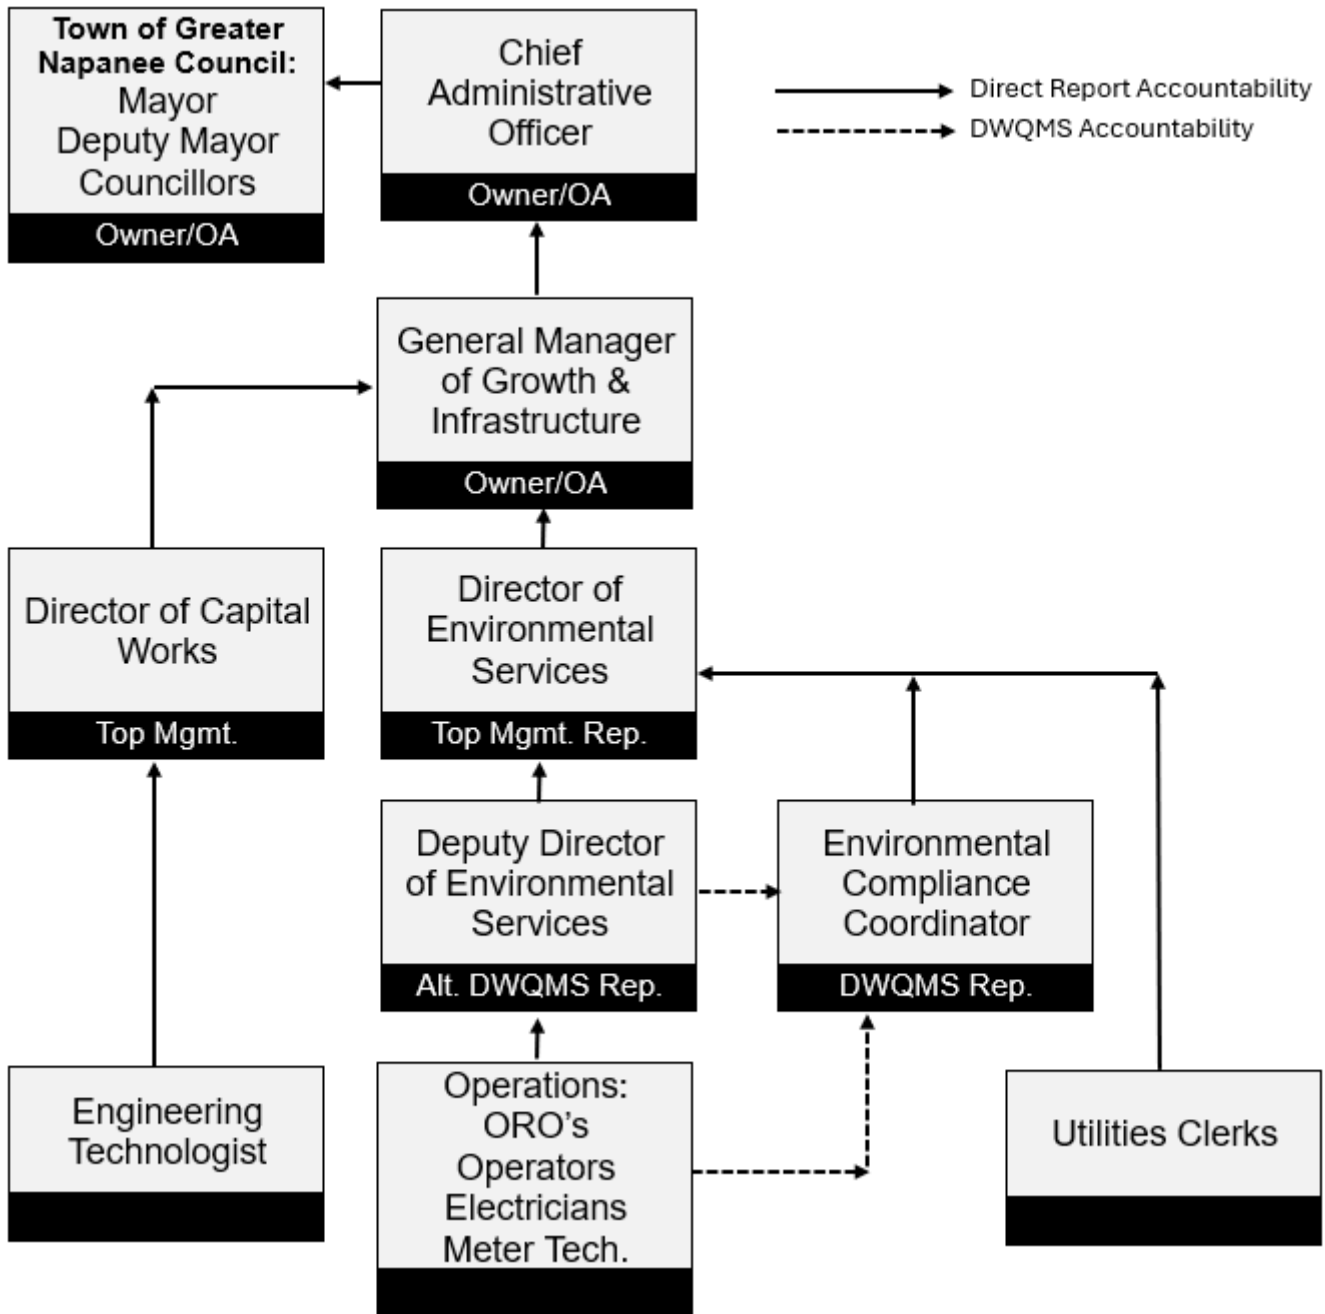 Town of Greater
Napanee Council:
Mayor
Deputy Mayor
Councillors
Owner/OA
Chief
Administrative
Officer
Owner/OA
Direct Report Accountability
DWQMS Accountability
General Manager
of Growth &
Infrastructure
Owner/OA
Director of Capital
Works
Top Mgmt.
Director of
Environmental
Services
Top Mgmt. Rep.
Deputy Director
of Environmental
Services
Alt. DWQMS Rep.
Environmental
Compliance
Coordinator
DWQMS Rep.
Engineering
Technologist
Operations:
ORO’s
Operators
Electricians
Meter Tech.
Utilities Clerks